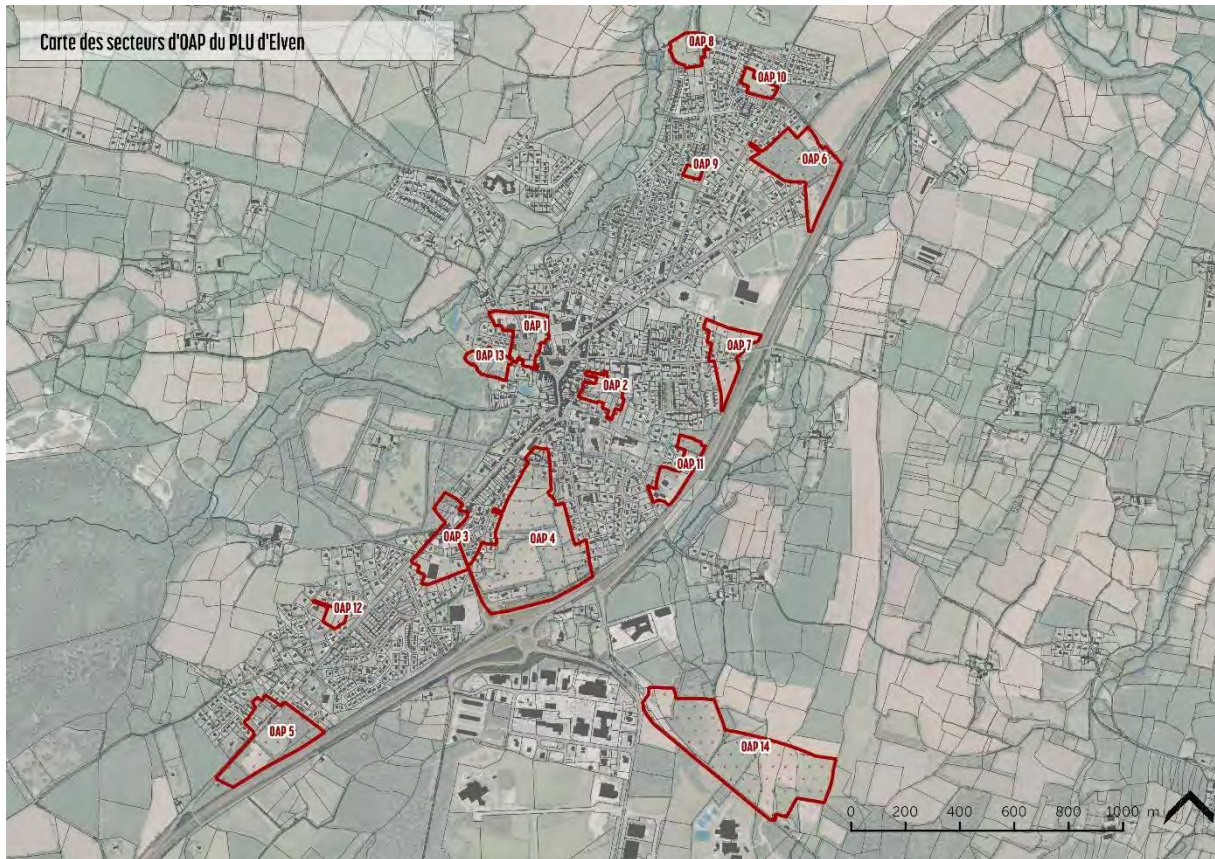 Carte des secteurs d'OAP du PLU d'Elven
OAP 8
OAP 10
OAP 9
OAP 6
OAP 1
OAP 13
OAP 7
OAP 2
OAP 11
OAP 3
OAP 4
OAP 12
OAP 5
OAP 14
0 200 400 600 800 1000 m